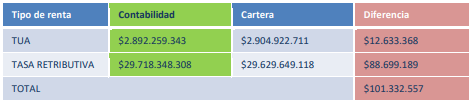 Tipo de renta Contabilidad Cartera Diferencia
TUA $2.892.259.343 $2.904.922.711 $12.633.368
TASA RETRIBUTIVA $29.718.348.308 $29.629.649.118 $88.699.189
TOTAL $101.332.557